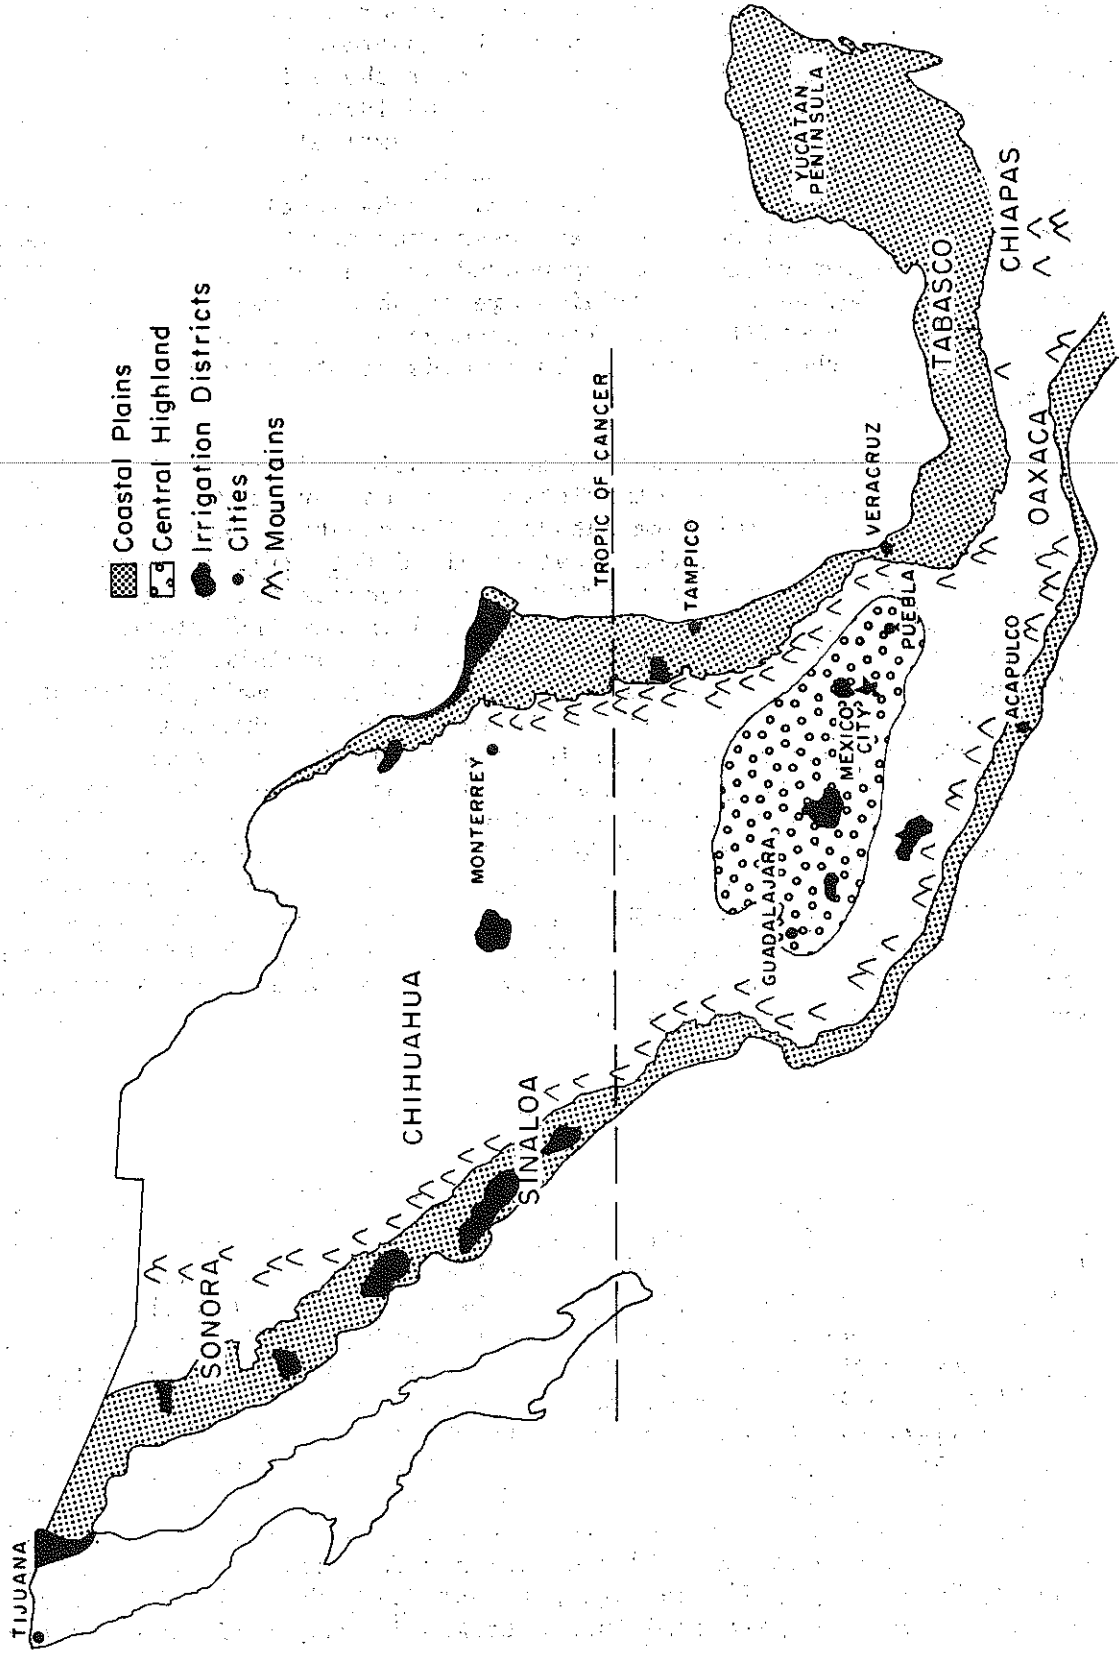 Coastal Plains
Central Highland
Irrigation Districts
Cities
Mountains
TIJUANA
SONORA
CHIHUAHUA
SINALOA
MONTERREY
TROPIC OF CANCER
TAMPICO
GUADALAJARA
MEXICO
CITY
PUEBLA
VERACRUZ
ACAPULCO
OAXACA
TABASCO
CHIAPAS
YUCATAN
PENINSULA